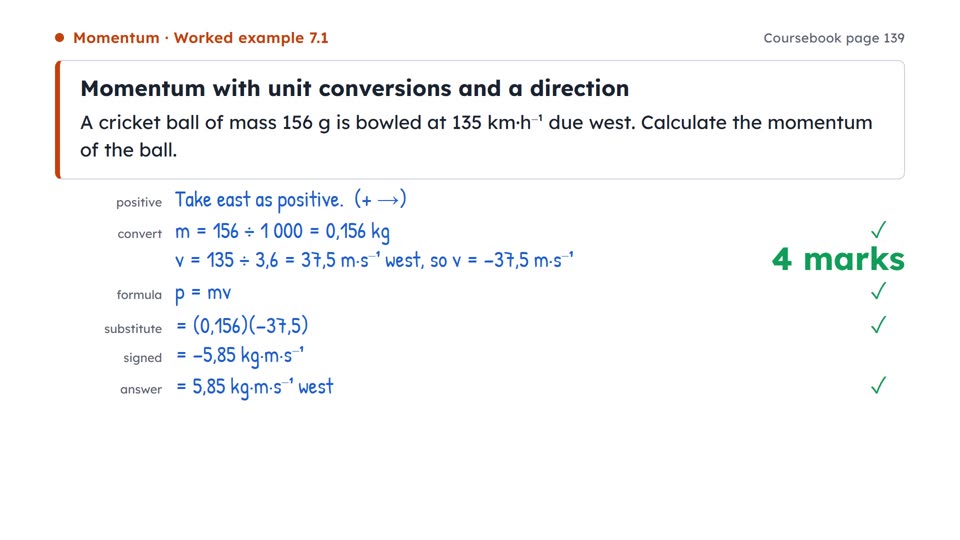 Momentum · Worked example 7.1
Coursebook page 139
Momentum with unit conversions and a direction
A cricket ball of mass 156 g is bowled at 135 km·h⁻¹ due west. Calculate the momentum
of the ball.
positive Take east as positive. (+ →)
convert m = 156 ÷ 1 000 = 0,156 kg ✓
v = 135 ÷ 3,6 = 37,5 m·s⁻¹ west, so v = −37,5 m·s⁻¹
4 marks
formula p = mv ✓
substitute = (0,156)(−37,5) ✓
signed = −5,85 kg·m·s⁻¹
answer = 5,85 kg·m·s⁻¹ west ✓